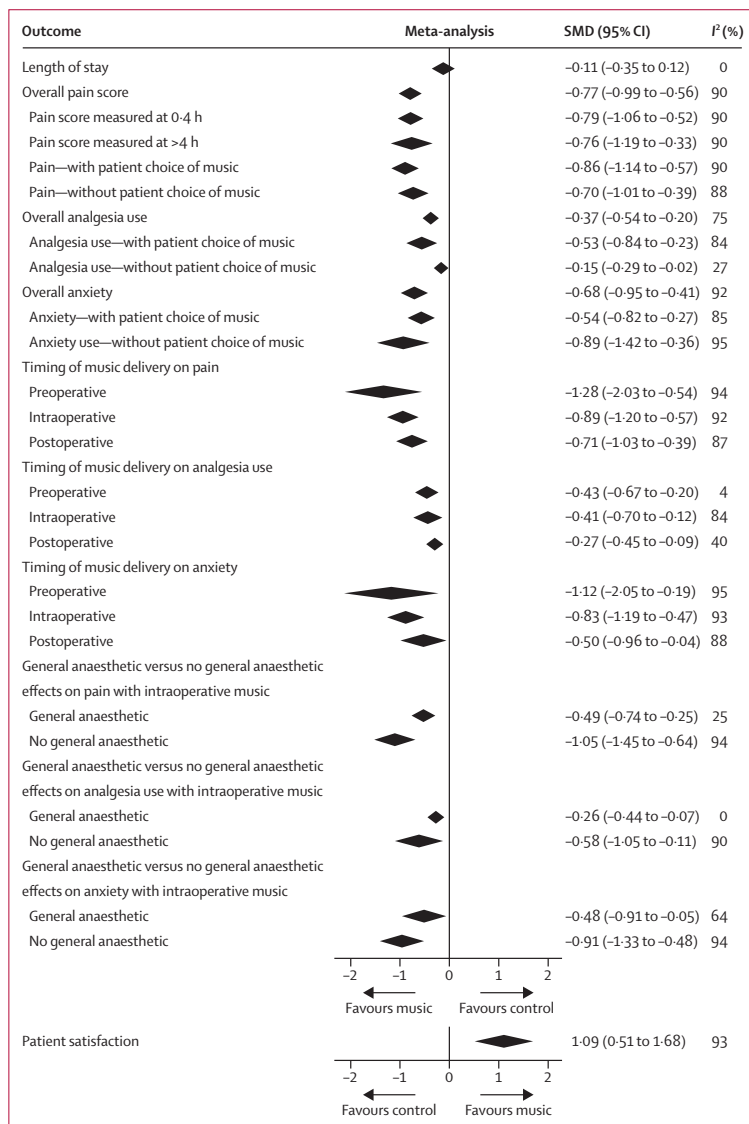 Outcome Meta-analysis SMD (95% CI) I² (%)
Length of stay –0·11 (–0·35 to 0·12) 0
Overall pain score –0·77 (–0·99 to –0·56) 90
Pain score measured at 0·4 h –0·79 (–1·06 to –0·52) 90
Pain score measured at >4 h –0·76 (–1·19 to –0·33) 90
Pain—with patient choice of music –0·86 (–1·14 to –0·57) 90
Pain—without patient choice of music –0·70 (–1·01 to –0·39) 88
Overall analgesia use –0·37 (–0·54 to –0·20) 75
Analgesia use—with patient choice of music –0·53 (–0·84 to –0·23) 84
Analgesia use—without patient choice of music –0·15 (–0·29 to –0·02) 27
Overall anxiety –0·68 (–0·95 to –0·41) 92
Anxiety—with patient choice of music –0·54 (–0·82 to –0·27) 85
Anxiety use—without patient choice of music –0·89 (–1·42 to –0·36) 95
Timing of music delivery on pain
Preoperative –1·28 (–2·03 to –0·54) 94
Intraoperative –0·89 (–1·20 to –0·57) 92
Postoperative –0·71 (–1·03 to –0·39) 87
Timing of music delivery on analgesia use
Preoperative –0·43 (–0·67 to –0·20) 4
Intraoperative –0·41 (–0·70 to –0·12) 84
Postoperative –0·27 (–0·45 to –0·09) 40
Timing of music delivery on anxiety
Preoperative –1·12 (–2·05 to –0·19) 95
Intraoperative –0·83 (–1·19 to –0·47) 93
Postoperative –0·50 (–0·96 to –0·04) 88
General anaesthetic versus no general anaesthetic
effects on pain with intraoperative music
General anaesthetic –0·49 (–0·74 to –0·25) 25
No general anaesthetic –1·05 (–1·45 to –0·64) 94
General anaesthetic versus no general anaesthetic
effects on analgesia use with intraoperative music
General anaesthetic –0·26 (–0·44 to –0·07) 0
No general anaesthetic –0·58 (–1·05 to –0·11) 90
General anaesthetic versus no general anaesthetic
effects on anxiety with intraoperative music
General anaesthetic –0·48 (–0·91 to –0·05) 64
No general anaesthetic –0·91 (–1·33 to –0·48) 94
–2 –1 0 1 2
Favours music Favours control
Patient satisfaction 1·09 (0·51 to 1·68) 93
–2 –1 0 1 2
Favours control Favours music